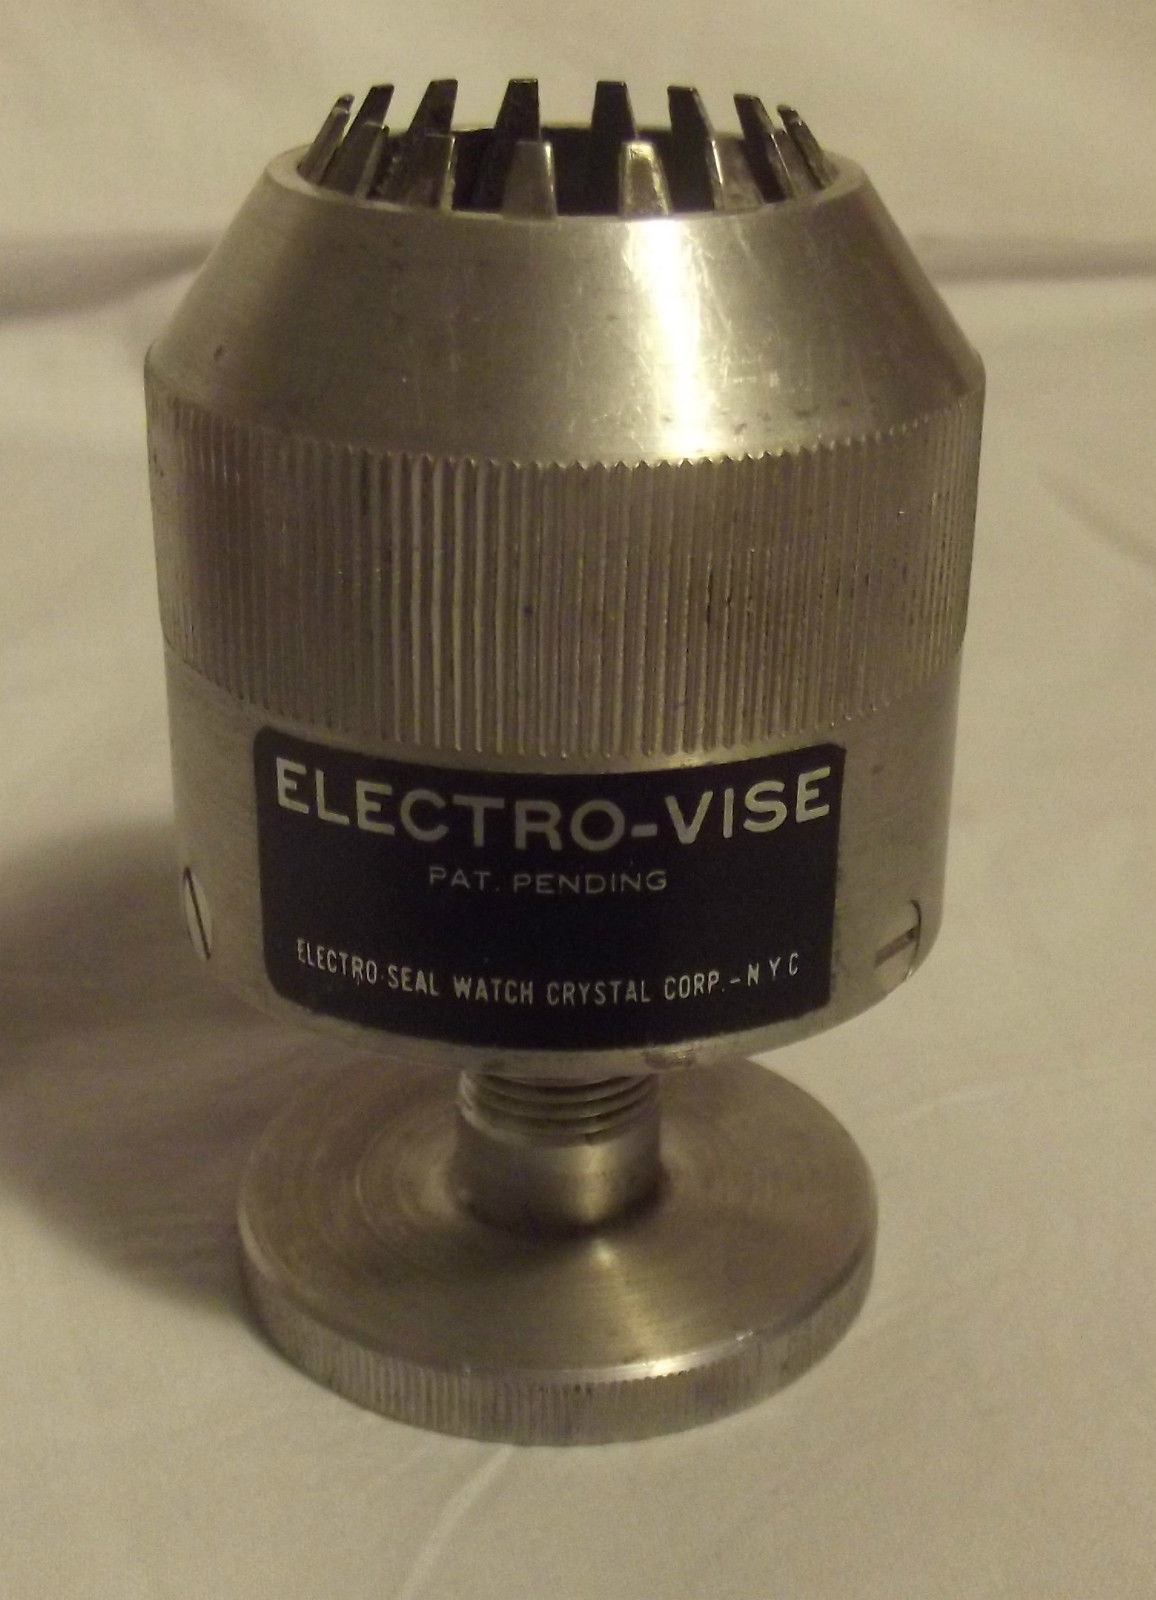 ELECTRO-VISE
PAT. PENDING
ELECTRO-SEAL WATCH CRYSTAL CORP.-N Y C